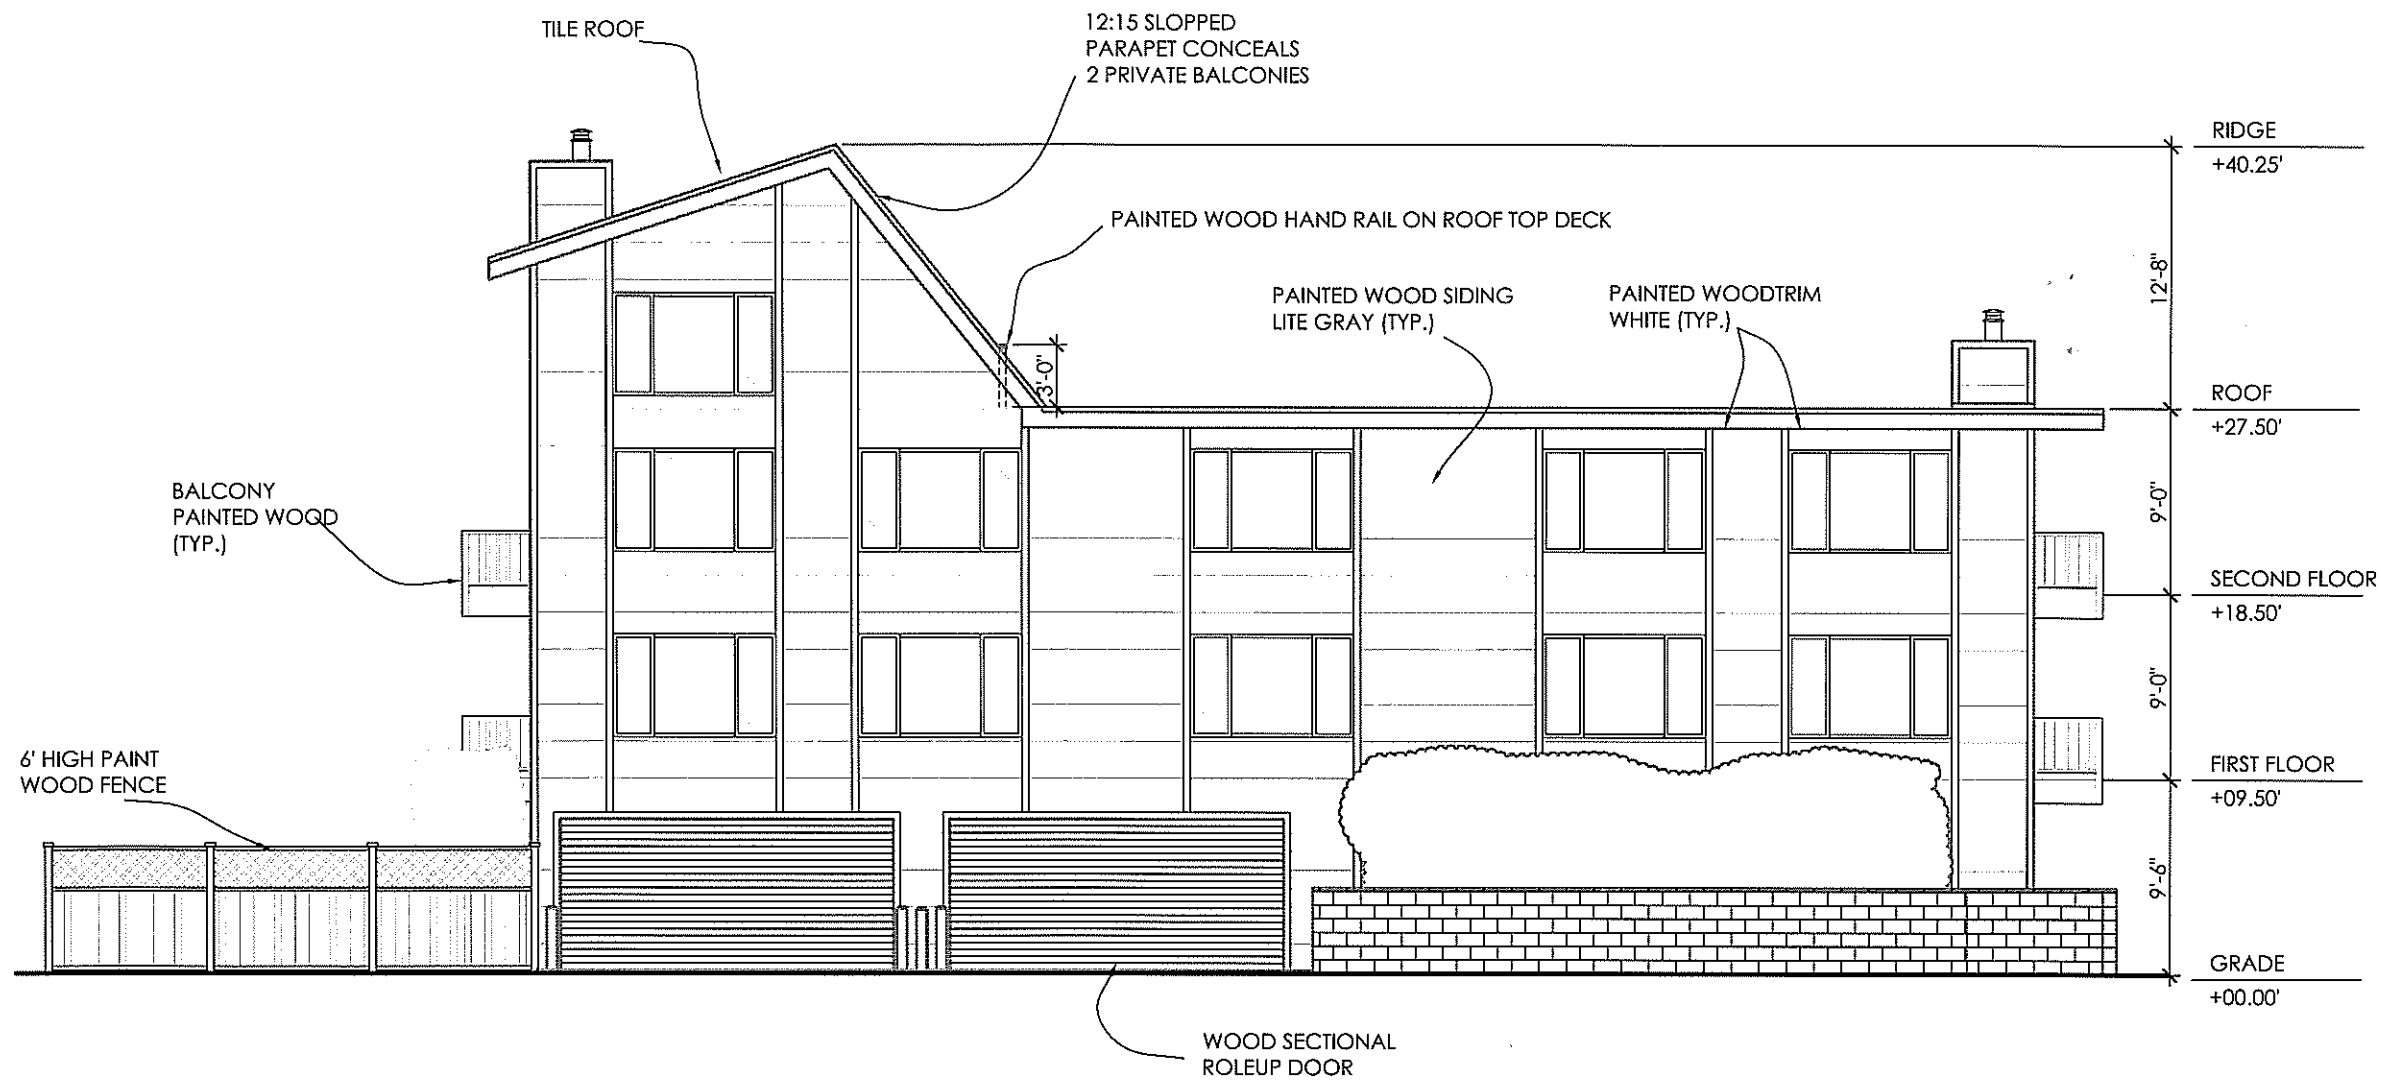 TILE ROOF
12:15 SLOPPED
PARAPET CONCEALS
2 PRIVATE BALCONIES
RIDGE
+40.25'
PAINTED WOOD HAND RAIL ON ROOF TOP DECK
12'-8"
PAINTED WOOD SIDING
LITE GRAY (TYP.)
PAINTED WOODTRIM
WHITE (TYP.)
3'-0"
ROOF
+27.50'
BALCONY
PAINTED WOOD
(TYP.)
9'-0"
SECOND FLOOR
+18.50'
9'-0"
6' HIGH PAINT
WOOD FENCE
FIRST FLOOR
+09.50'
9'-6"
GRADE
+00.00'
WOOD SECTIONAL
ROLEUP DOOR